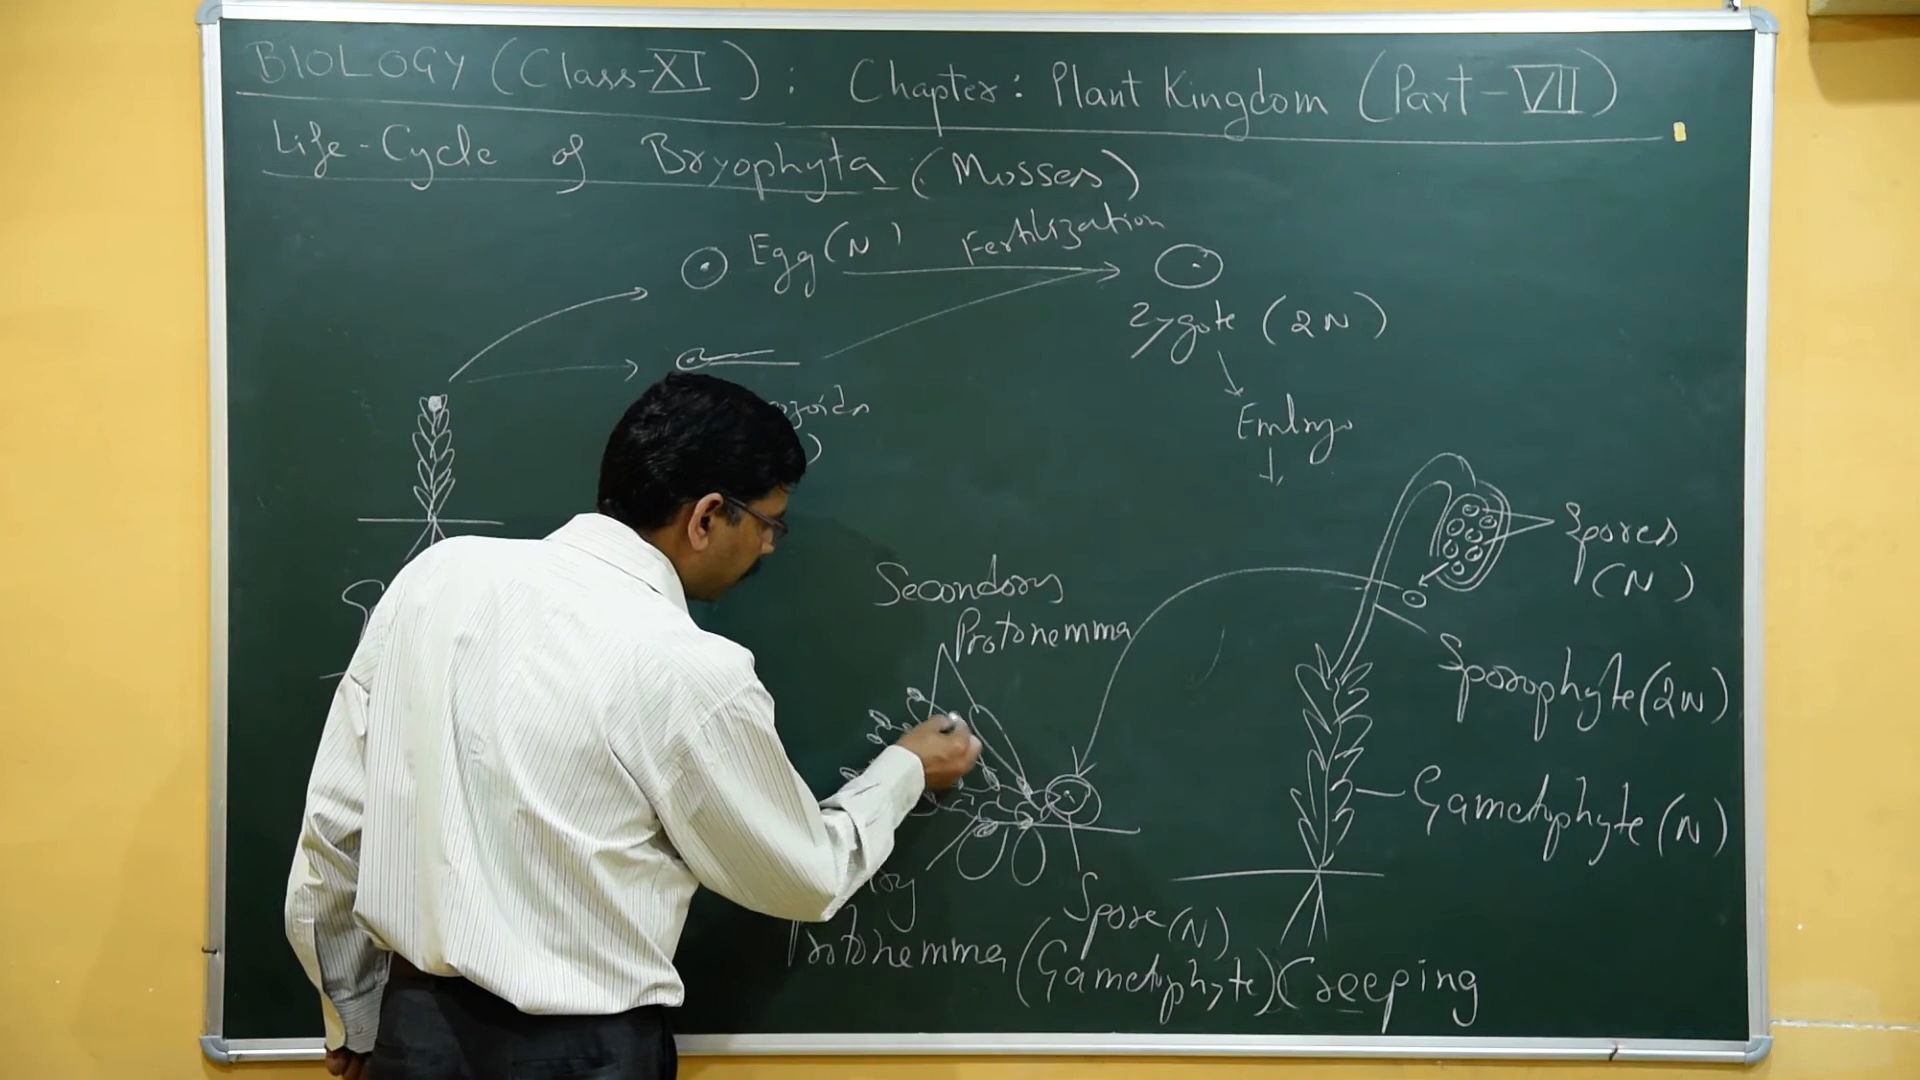 BIOLOGY (Class-XI) : Chapter: Plant Kingdom (Part-VII)
Life-Cycle of Bryophyta (Mosses)
Egg (N)
Fertilization
Zygote (2N)
Embryo
Spores
(N)
Secondary
Protonemma
Sporophyte (2N)
Gametophyte (N)
Spore (N)
Protonemma (Gametophyte) Creeping